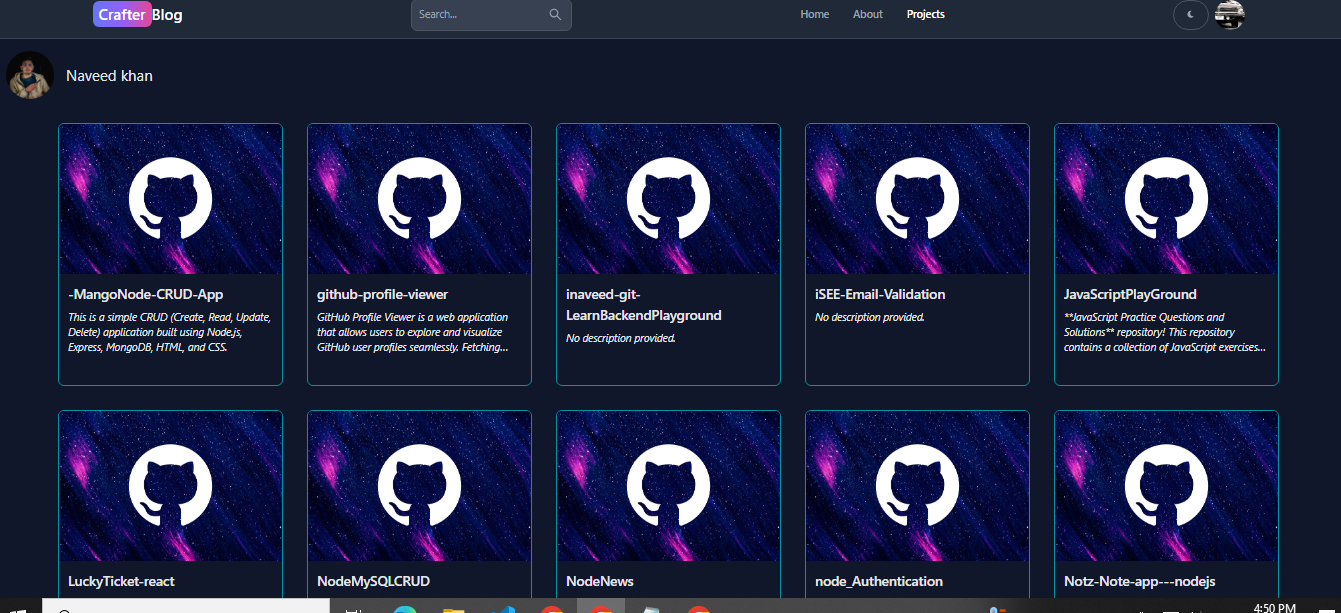 Crafter Blog
Search...
Home
About
Projects
Naveed khan
-MangoNode-CRUD-App
This is a simple CRUD (Create, Read, Update,
Delete) application built using Node.js,
Express, MongoDB, HTML, and CSS.
github-profile-viewer
GitHub Profile Viewer is a web application
that allows users to explore and visualize
GitHub user profiles seamlessly. Fetching...
inaveed-git-
LearnBackendPlayground
No description provided.
iSEE-Email-Validation
No description provided.
JavaScriptPlayGround
**JavaScript Practice Questions and
Solutions** repository! This repository
contains a collection of JavaScript exercises...
LuckyTicket-react
NodeMySQLCRUD
NodeNews
node_Authentication
Notz-Note-app---nodejs
4:50 PM